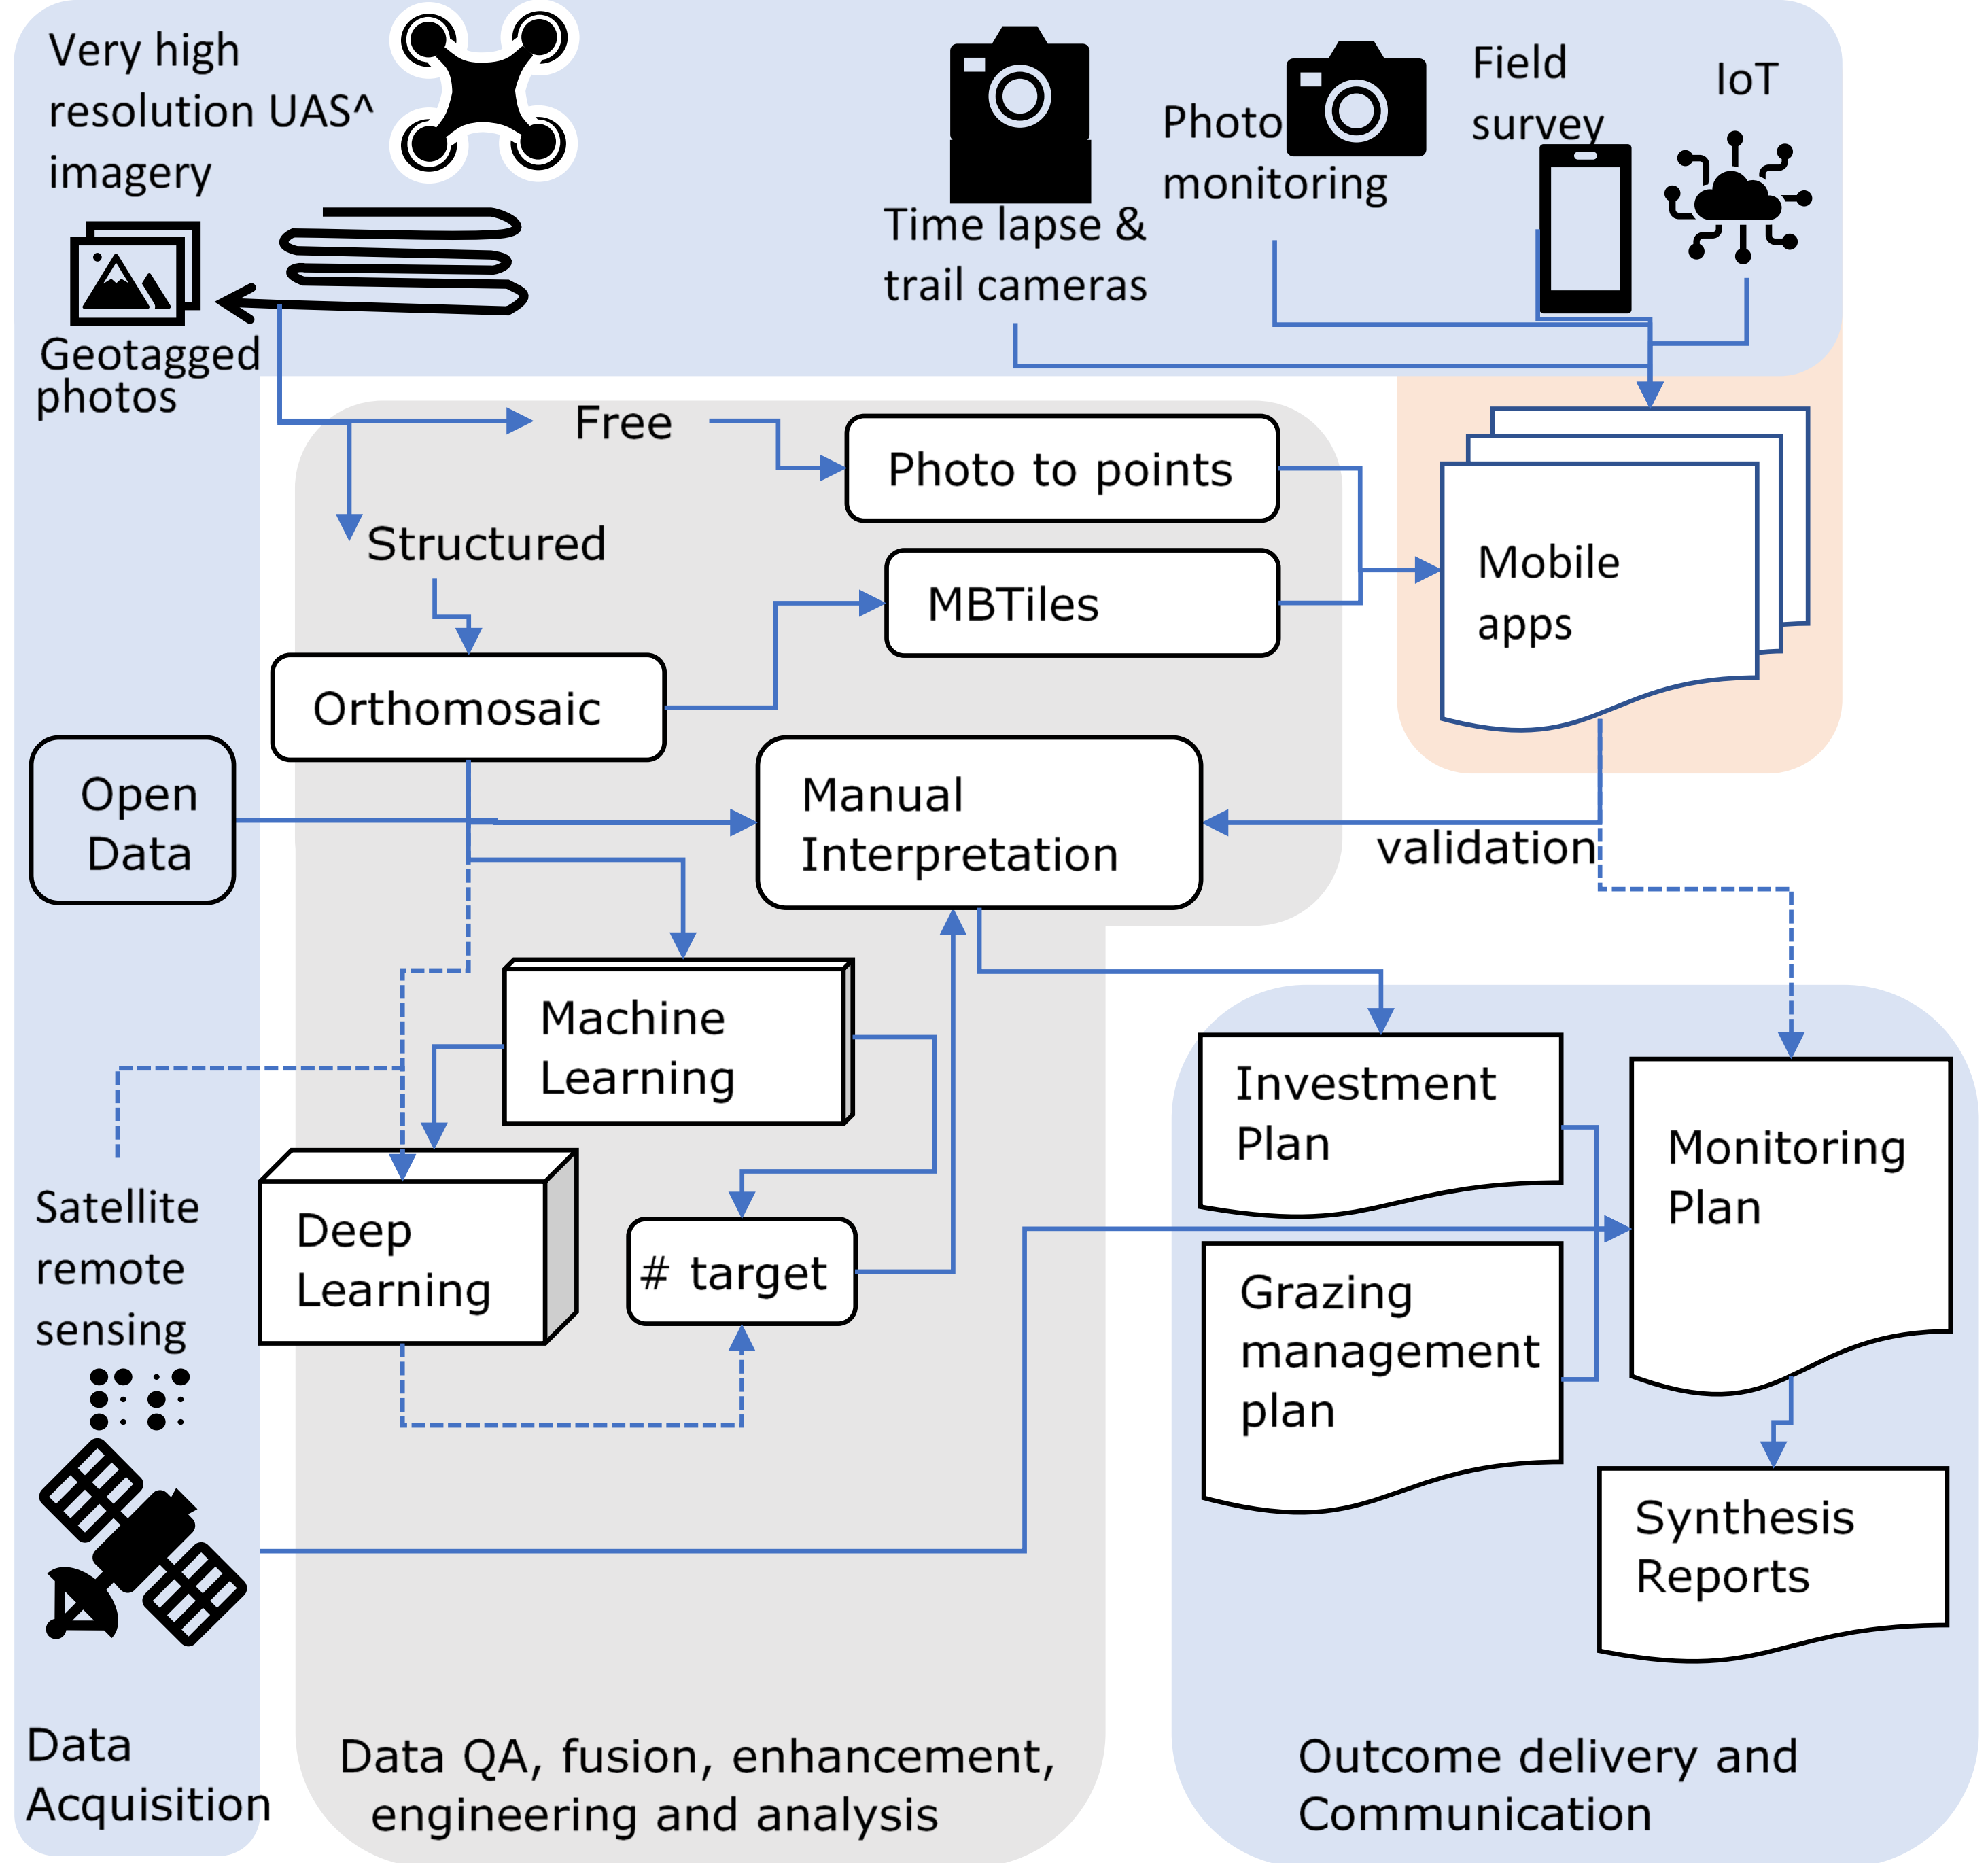 Very high
resolution UAS^
imagery
Geotagged
photos
Time lapse &
trail cameras
Photo
monitoring
Field
survey
IoT
Free
Photo to points
Structured
MBTiles
Mobile
apps
Orthomosaic
Open
Data
Manual
Interpretation
validation
Machine
Learning
Investment
Plan
Monitoring
Plan
Satellite
remote
sensing
Deep
Learning
# target
Grazing
management
plan
Synthesis
Reports
Data
Acquisition
Data QA, fusion, enhancement,
engineering and analysis
Outcome delivery and
Communication